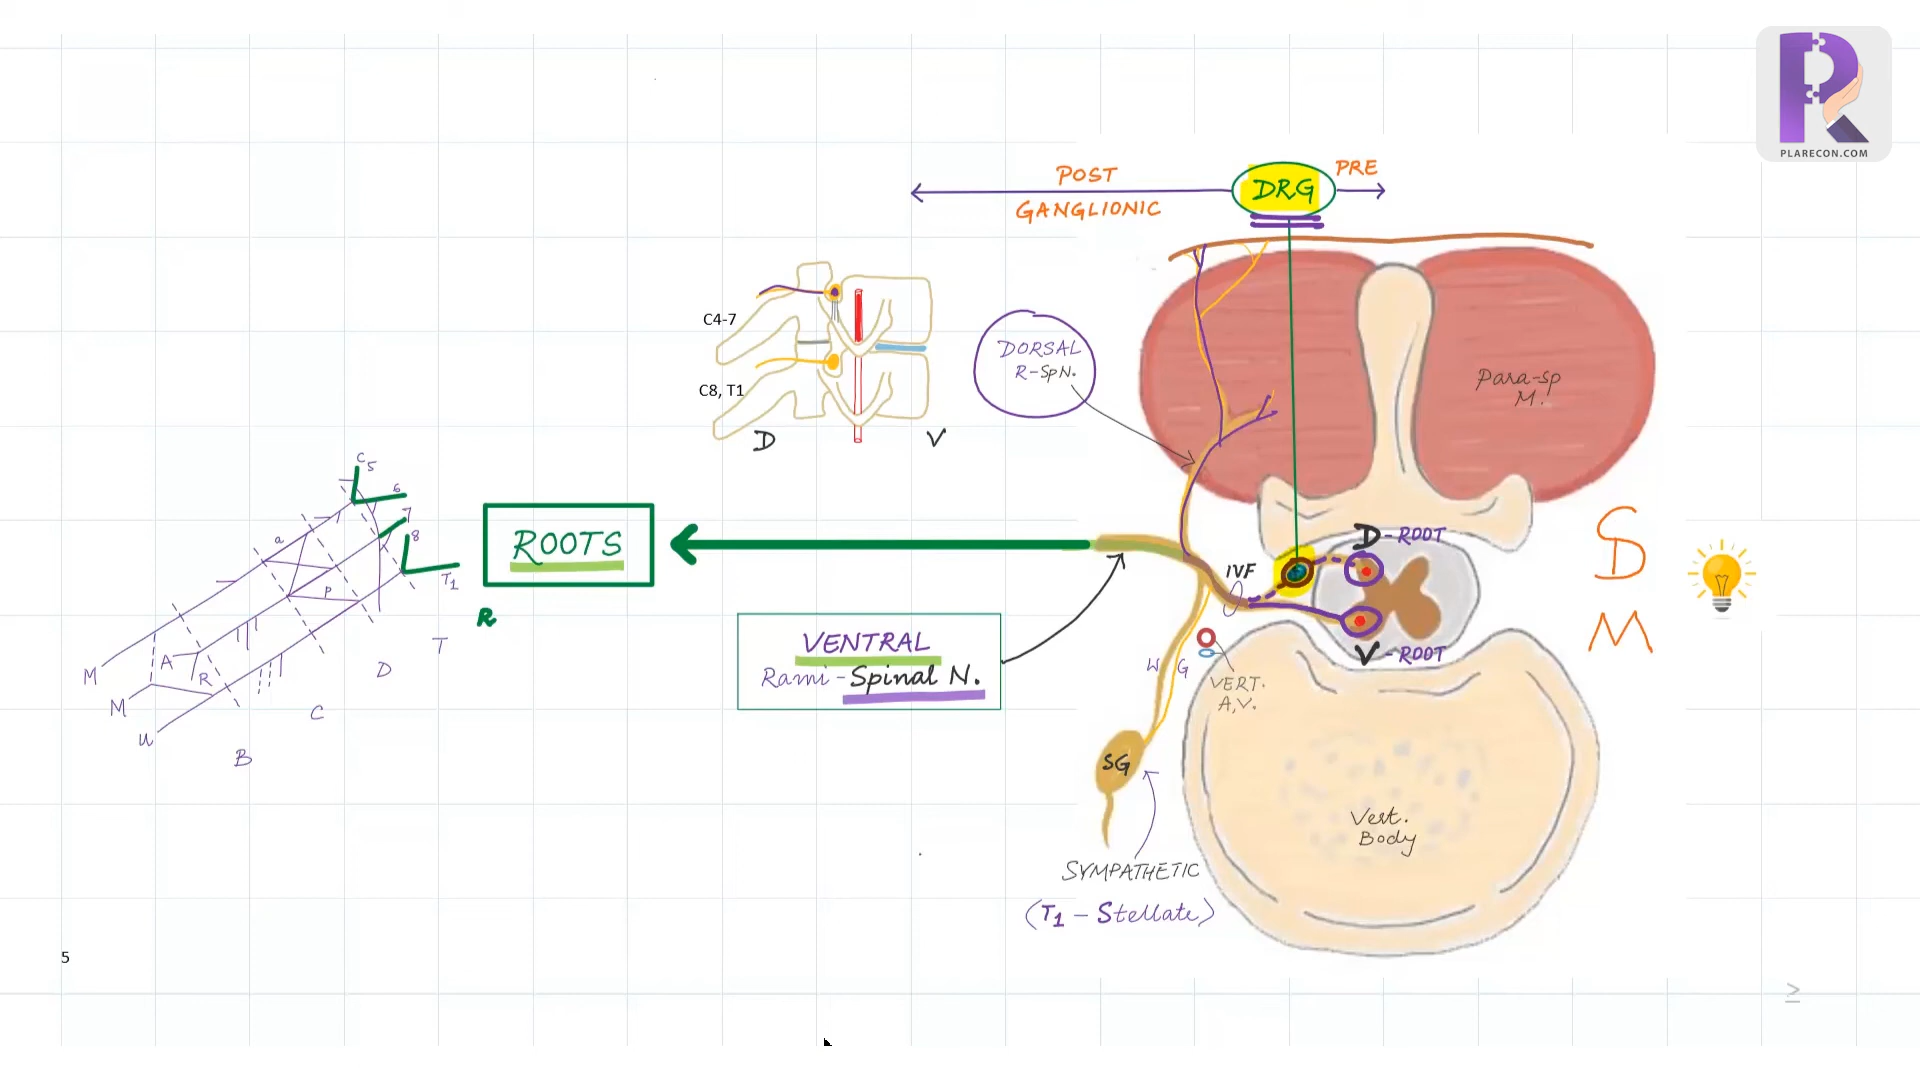 PLARECON.COM
POST
GANGLIONIC
DRG
PRE
C4-7
C8, T1
D
V
DORSAL
R-SpN.
Para-sp
M.
C5
6
7
8
T1
a
P
A
R
M
M
U
B
C
D
T
ROOTS
R
VENTRAL
Rami-Spinal N.
IVF
D-ROOT
V-ROOT
S
M
W G
VERT.
A,V.
SG
SYMPATHETIC
(T1-Stellate)
Vert.
Body
5
≥